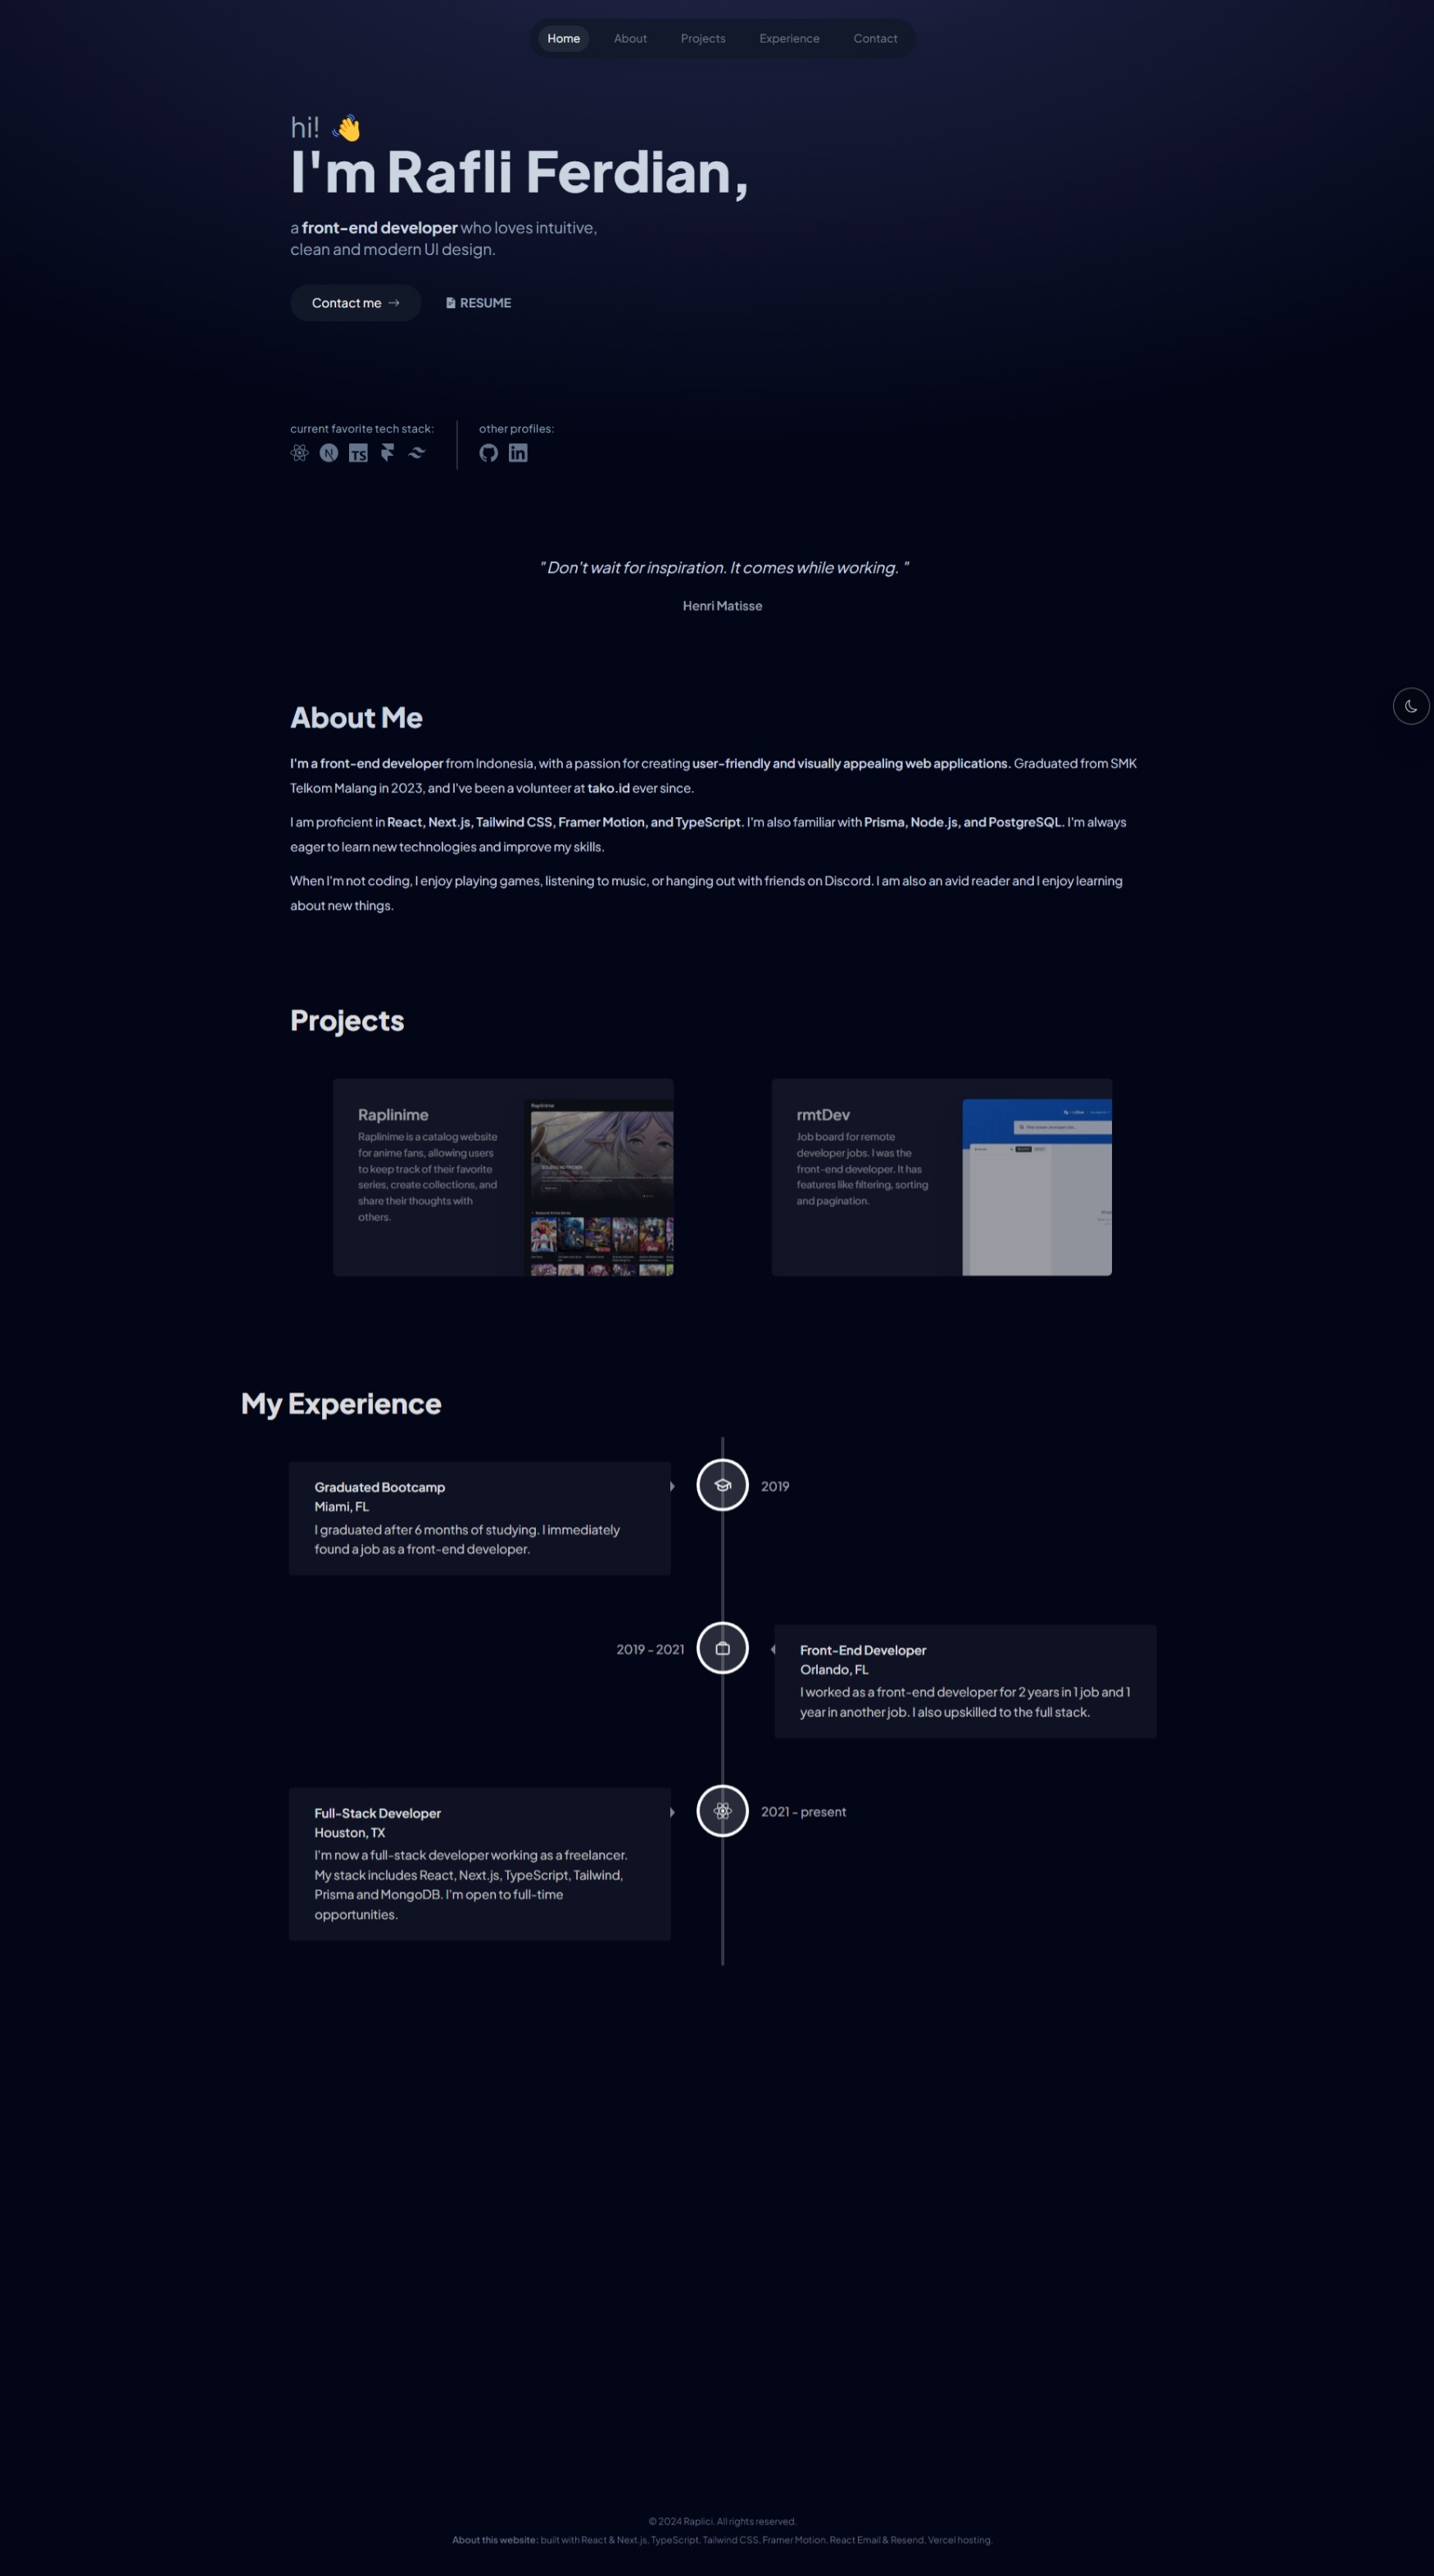 Home About Projects Experience Contact
hi!
I'm Rafli Ferdian,
a front-end developer who loves intuitive,
clean and modern UI design.
Contact me →
RESUME
current favorite tech stack:
N TS
other profiles:
in
" Don't wait for inspiration. It comes while working. "
Henri Matisse
About Me
I'm a front-end developer from Indonesia, with a passion for creating user-friendly and visually appealing web applications. Graduated from SMK
Telkom Malang in 2023, and I've been a volunteer at tako.id ever since.
I am proficient in React, Next.js, Tailwind CSS, Framer Motion, and TypeScript. I'm also familiar with Prisma, Node.js, and PostgreSQL. I'm always
eager to learn new technologies and improve my skills.
When I'm not coding, I enjoy playing games, listening to music, or hanging out with friends on Discord. I am also an avid reader and I enjoy learning
about new things.
Projects
Raplinime
Raplinime is a catalog website
for anime fans, allowing users
to keep track of their favorite
series, create collections, and
share their thoughts with
others.
Raplinime
rmtDev
Job board for remote
developer jobs. I was the
front-end developer. It has
features like filtering, sorting
and pagination.
My Experience
Graduated Bootcamp
Miami, FL
I graduated after 6 months of studying. I immediately
found a job as a front-end developer.
2019
2019 - 2021
Front-End Developer
Orlando, FL
I worked as a front-end developer for 2 years in 1 job and 1
year in another job. I also upskilled to the full stack.
Full-Stack Developer
Houston, TX
I'm now a full-stack developer working as a freelancer.
My stack includes React, Next.js, TypeScript, Tailwind,
Prisma and MongoDB. I'm open to full-time
opportunities.
2021 - present
© 2024 Raplici. All rights reserved.
About this website: built with React & Next.js, TypeScript, Tailwind CSS, Framer Motion, React Email & Resend, Vercel hosting.